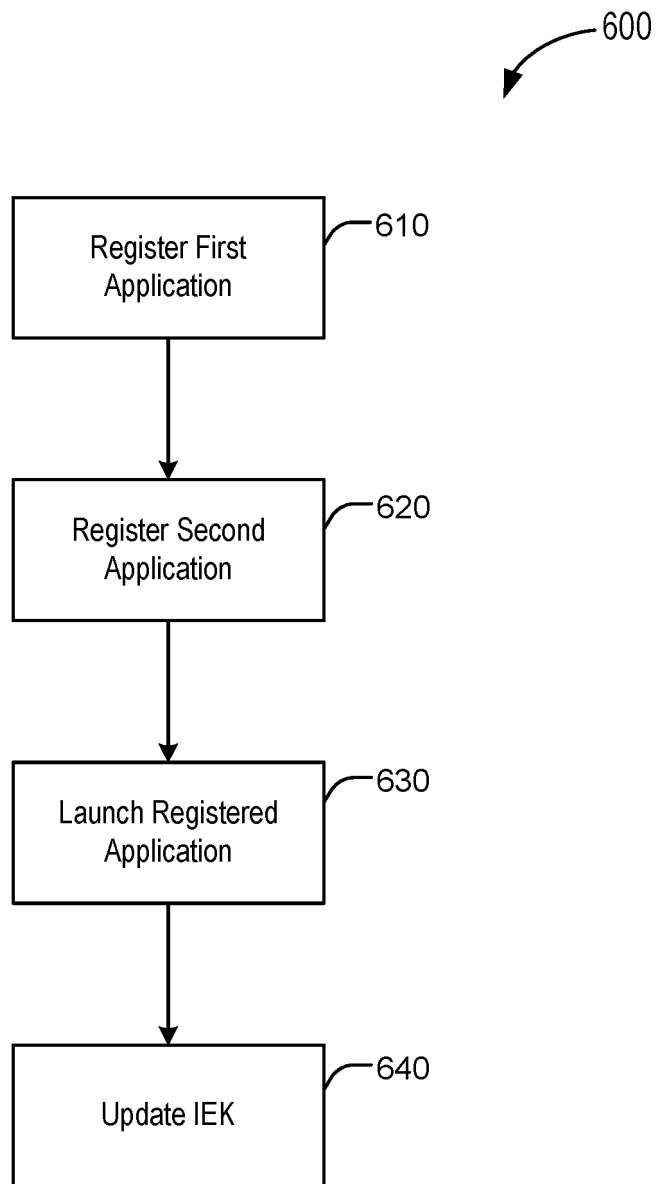 600
Register First
Application
610
Register Second
Application
620
Launch Registered
Application
630
Update IEK
640